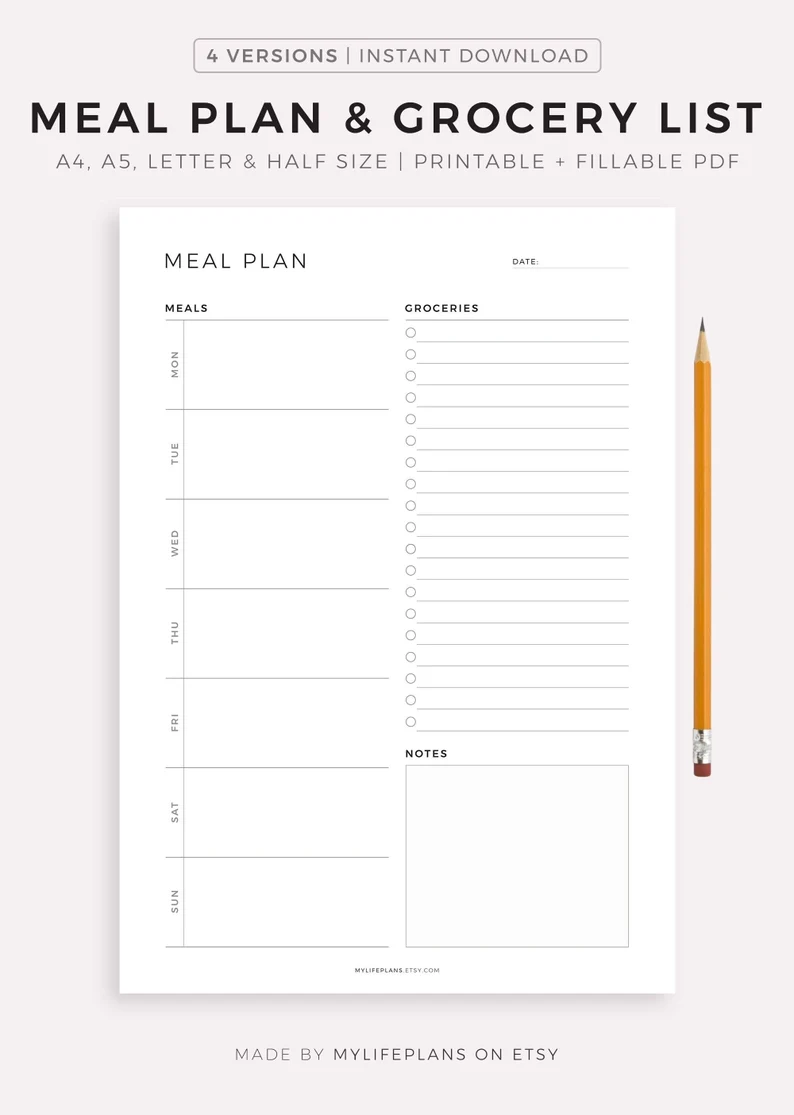 4 VERSIONS | INSTANT DOWNLOAD
MEAL PLAN & GROCERY LIST
A4, A5, LETTER & HALF SIZE | PRINTABLE + FILLABLE PDF
MEAL PLAN
DATE:
MEALS
MON
TUE
WED
THU
FRI
SAT
SUN
GROCERIES
NOTES
MYLIFEPLANS.ETSY.COM
MADE BY MYLIFEPLANS ON ETSY